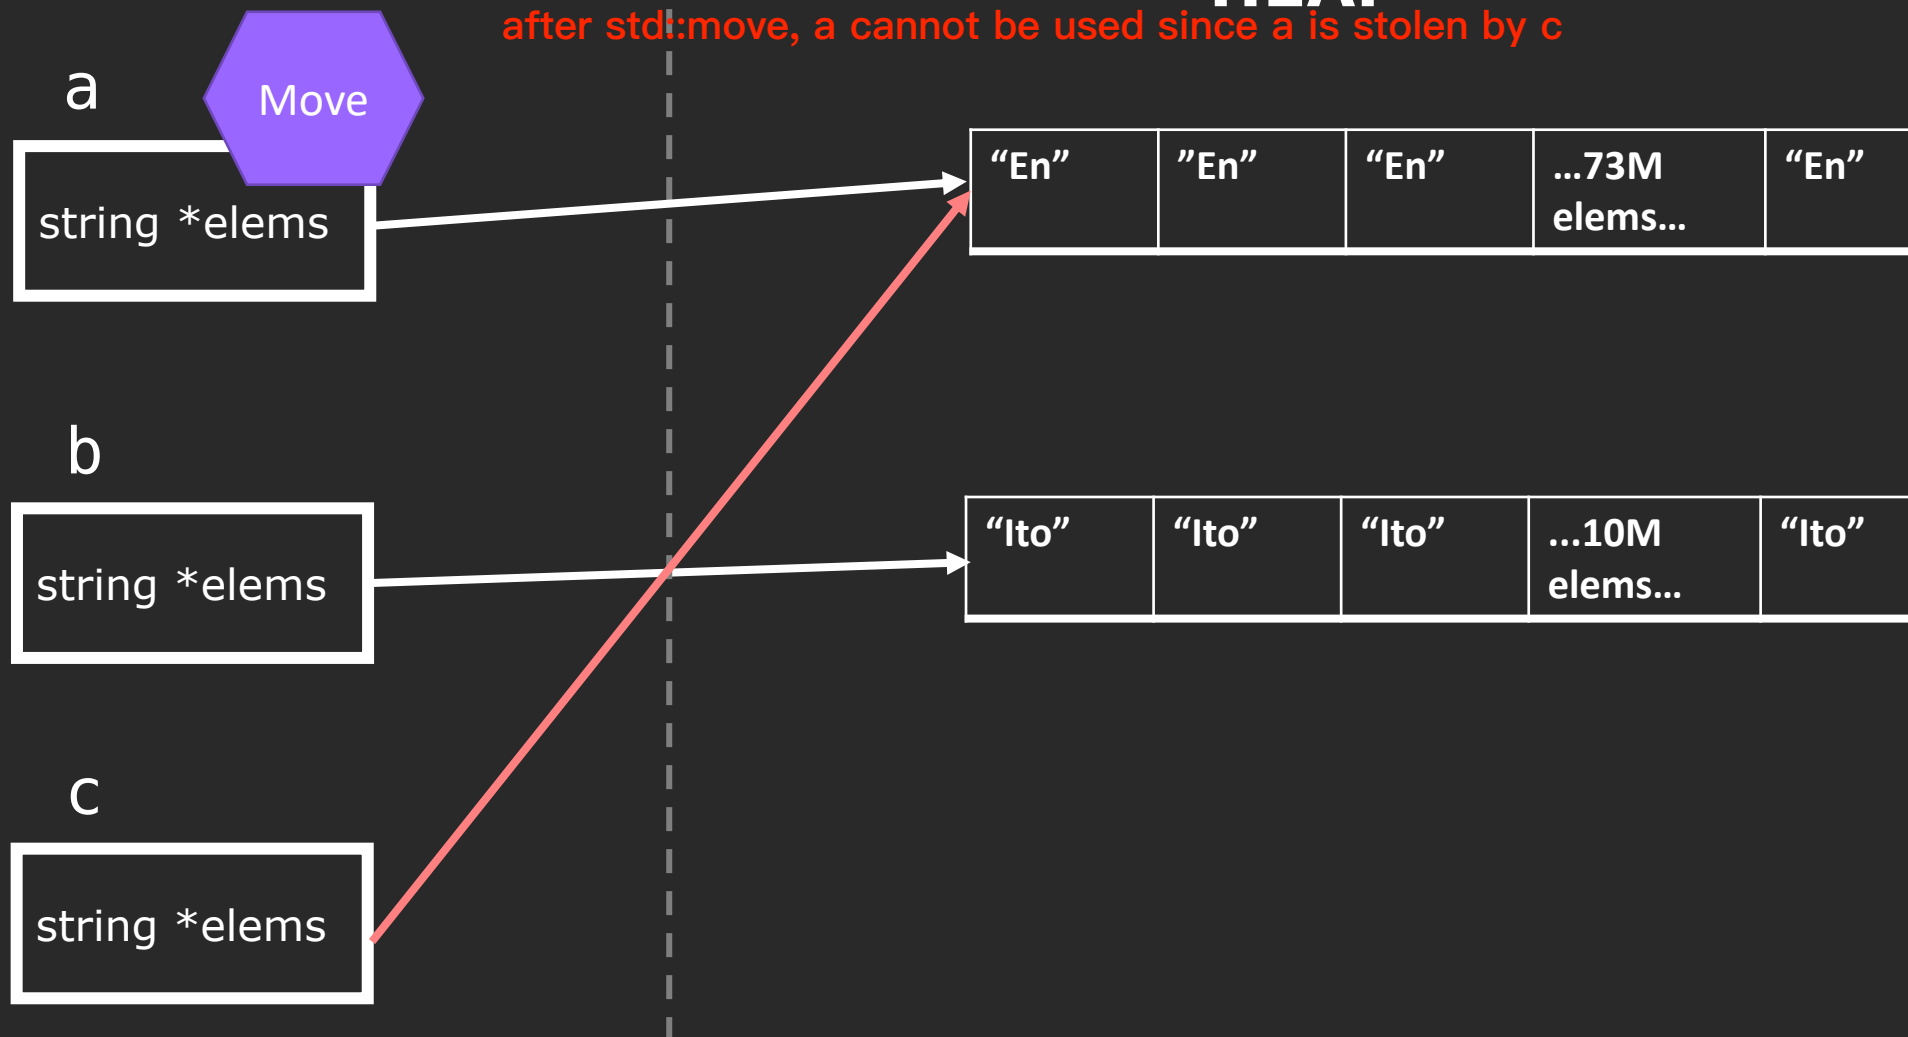 after std::move, a cannot be used since a is stolen by c
a
Move
string *elems
“En” ”En” “En” ...73M “En”
elems...
b
string *elems
“Ito” “Ito” “Ito” ...10M “Ito”
elems...
c
string *elems